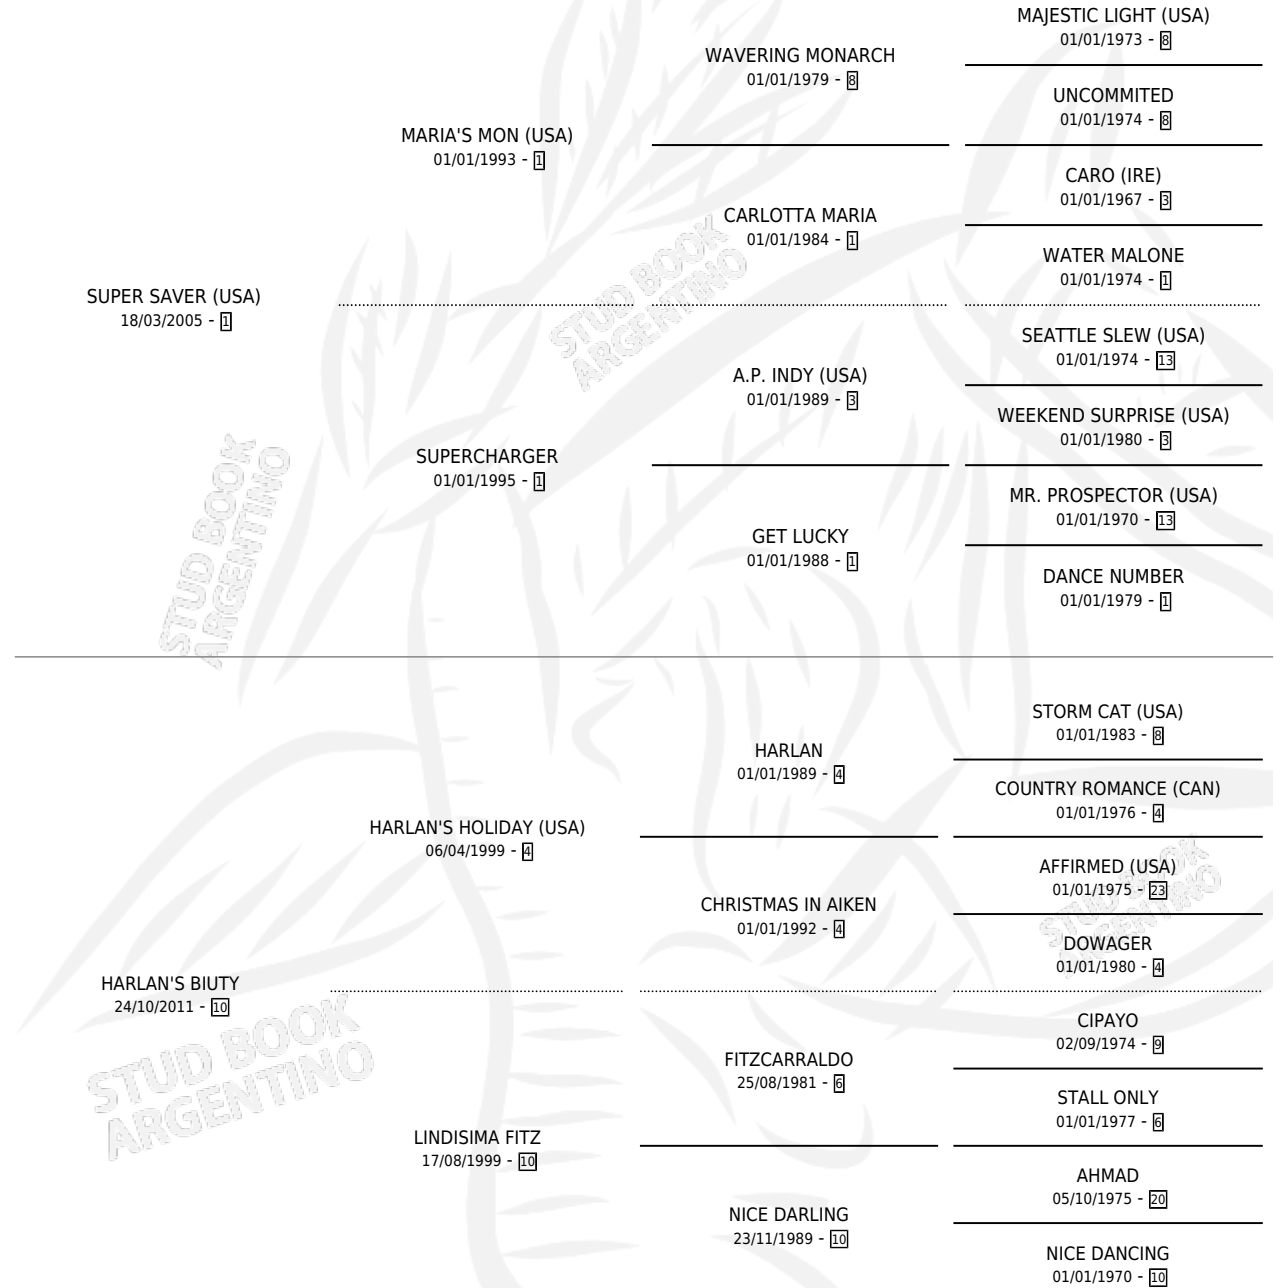 MAJESTIC LIGHT (USA)
01/01/1973 - 8
WAVERING MONARCH
01/01/1979 - 8
UNCOMMITED
01/01/1974 - 8
MARIA'S MON (USA)
01/01/1993 - 1
CARO (IRE)
01/01/1967 - 3
CARLOTTA MARIA
01/01/1984 - 1
WATER MALONE
01/01/1974 - 1
SUPER SAVER (USA)
18/03/2005 - 1
STUD BOOK
ARGENTINO
SEATTLE SLEW (USA)
01/01/1974 - 13
A.P. INDY (USA)
01/01/1989 - 3
WEEKEND SURPRISE (USA)
01/01/1980 - 3
SUPERCHARGER
01/01/1995 - 1
MR. PROSPECTOR (USA)
01/01/1970 - 13
GET LUCKY
01/01/1988 - 1
DANCE NUMBER
01/01/1979 - 1
STUD BOOK
ARGENTINO
STORM CAT (USA)
01/01/1983 - 8
HARLAN
01/01/1989 - 4
COUNTRY ROMANCE (CAN)
01/01/1976 - 4
HARLAN'S HOLIDAY (USA)
06/04/1999 - 4
AFFIRMED (USA)
01/01/1975 - 23
CHRISTMAS IN AIKEN
01/01/1992 - 4
STUD BOOK
ARGENTINO
DOWAGER
01/01/1980 - 4
HARLAN'S BIUTY
24/10/2011 - 10
CIPAYO
02/09/1974 - 9
FITZCARRALDO
25/08/1981 - 6
STALL ONLY
01/01/1977 - 6
STUD BOOK
ARGENTINO
LINDISIMA FITZ
17/08/1999 - 10
AHMAD
05/10/1975 - 20
NICE DARLING
23/11/1989 - 10
NICE DANCING
01/01/1970 - 10